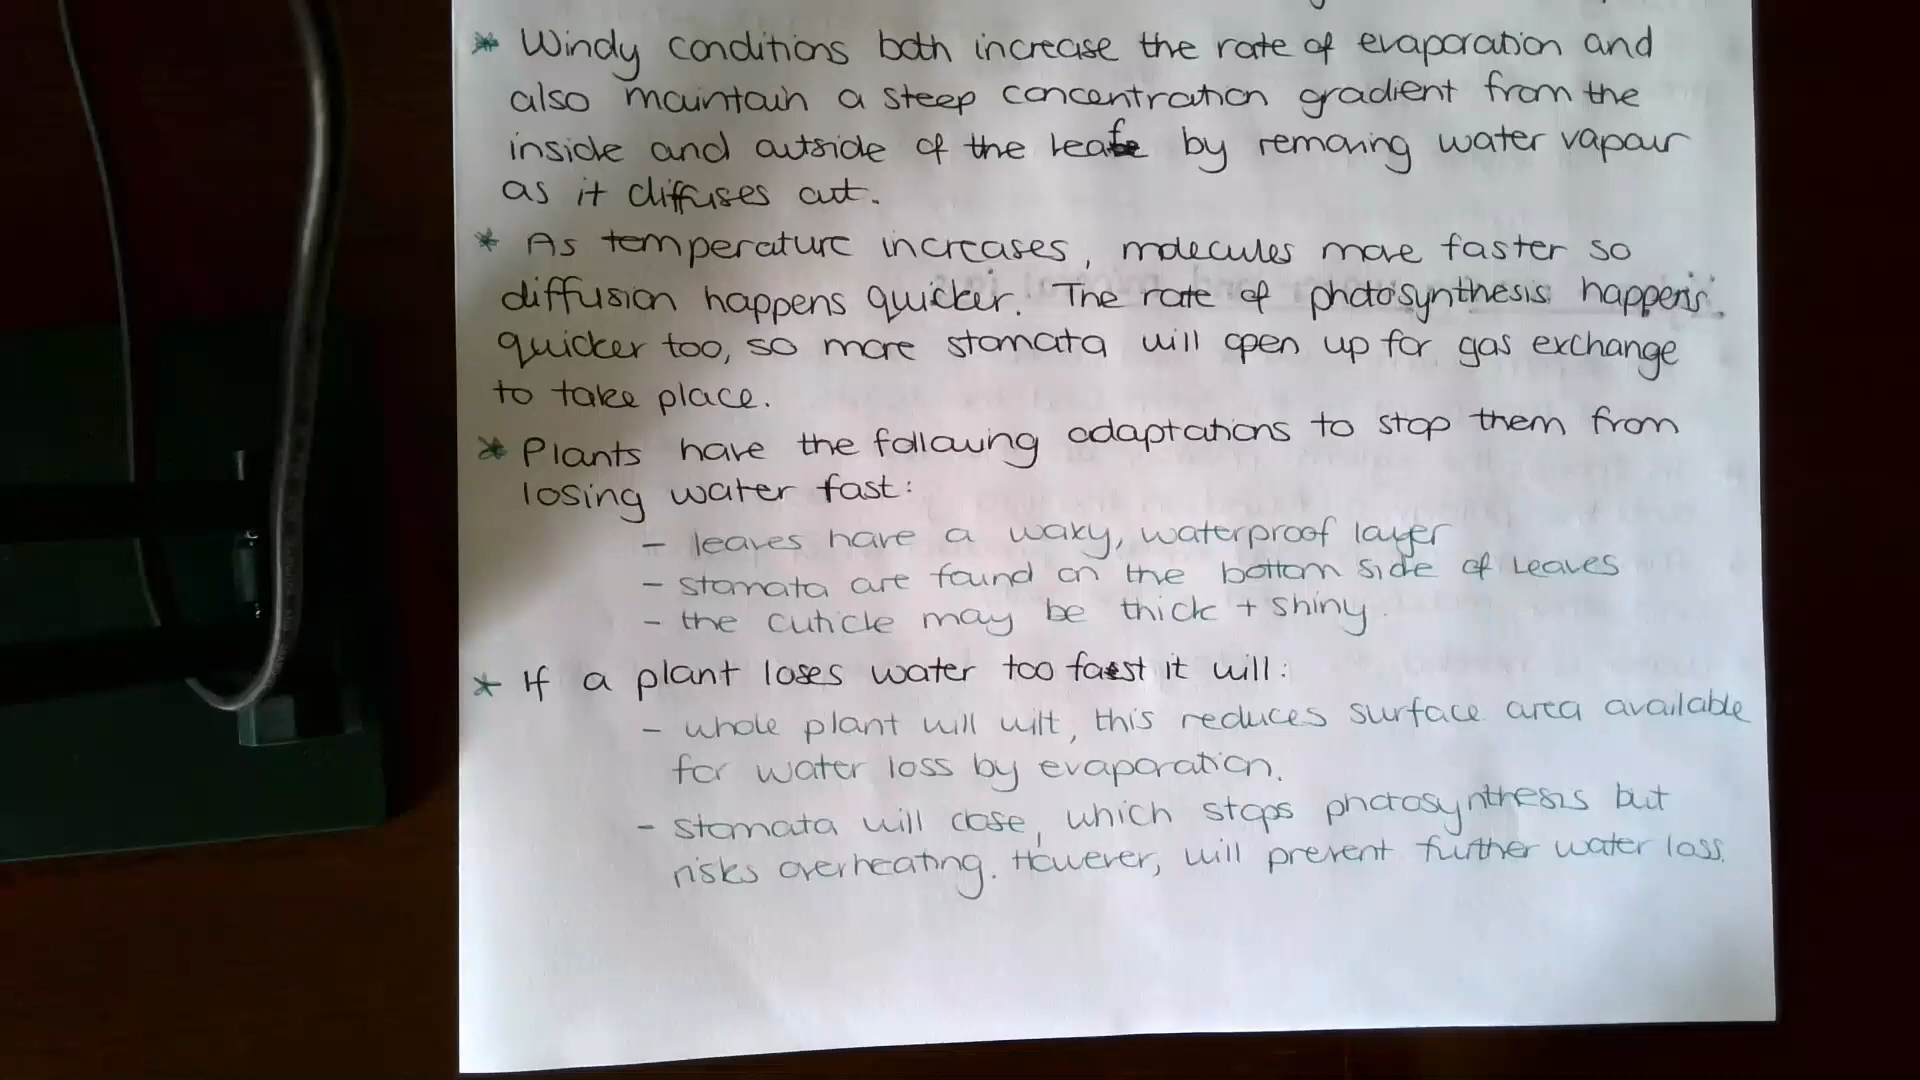 * Windy conditions both increase the rate of evaporation and
also maintain a steep concentration gradient from the
inside and outside of the leaf by removing water vapour
as it diffuses out.
* As temperature increases, molecules move faster so
diffusion happens quicker. The rate of photosynthesis happens
quicker too, so more stomata will open up for gas exchange
to take place.
* Plants have the following adaptations to stop them from
losing water fast:
- leaves have a waxy, waterproof layer
- stomata are found on the bottom side of leaves
- the cuticle may be thick + shiny.
* If a plant loses water too fast it will:
- whole plant will wilt, this reduces surface area available
for water loss by evaporation.
- stomata will close, which stops photosynthesis but
risks overheating. However, will prevent further water loss.